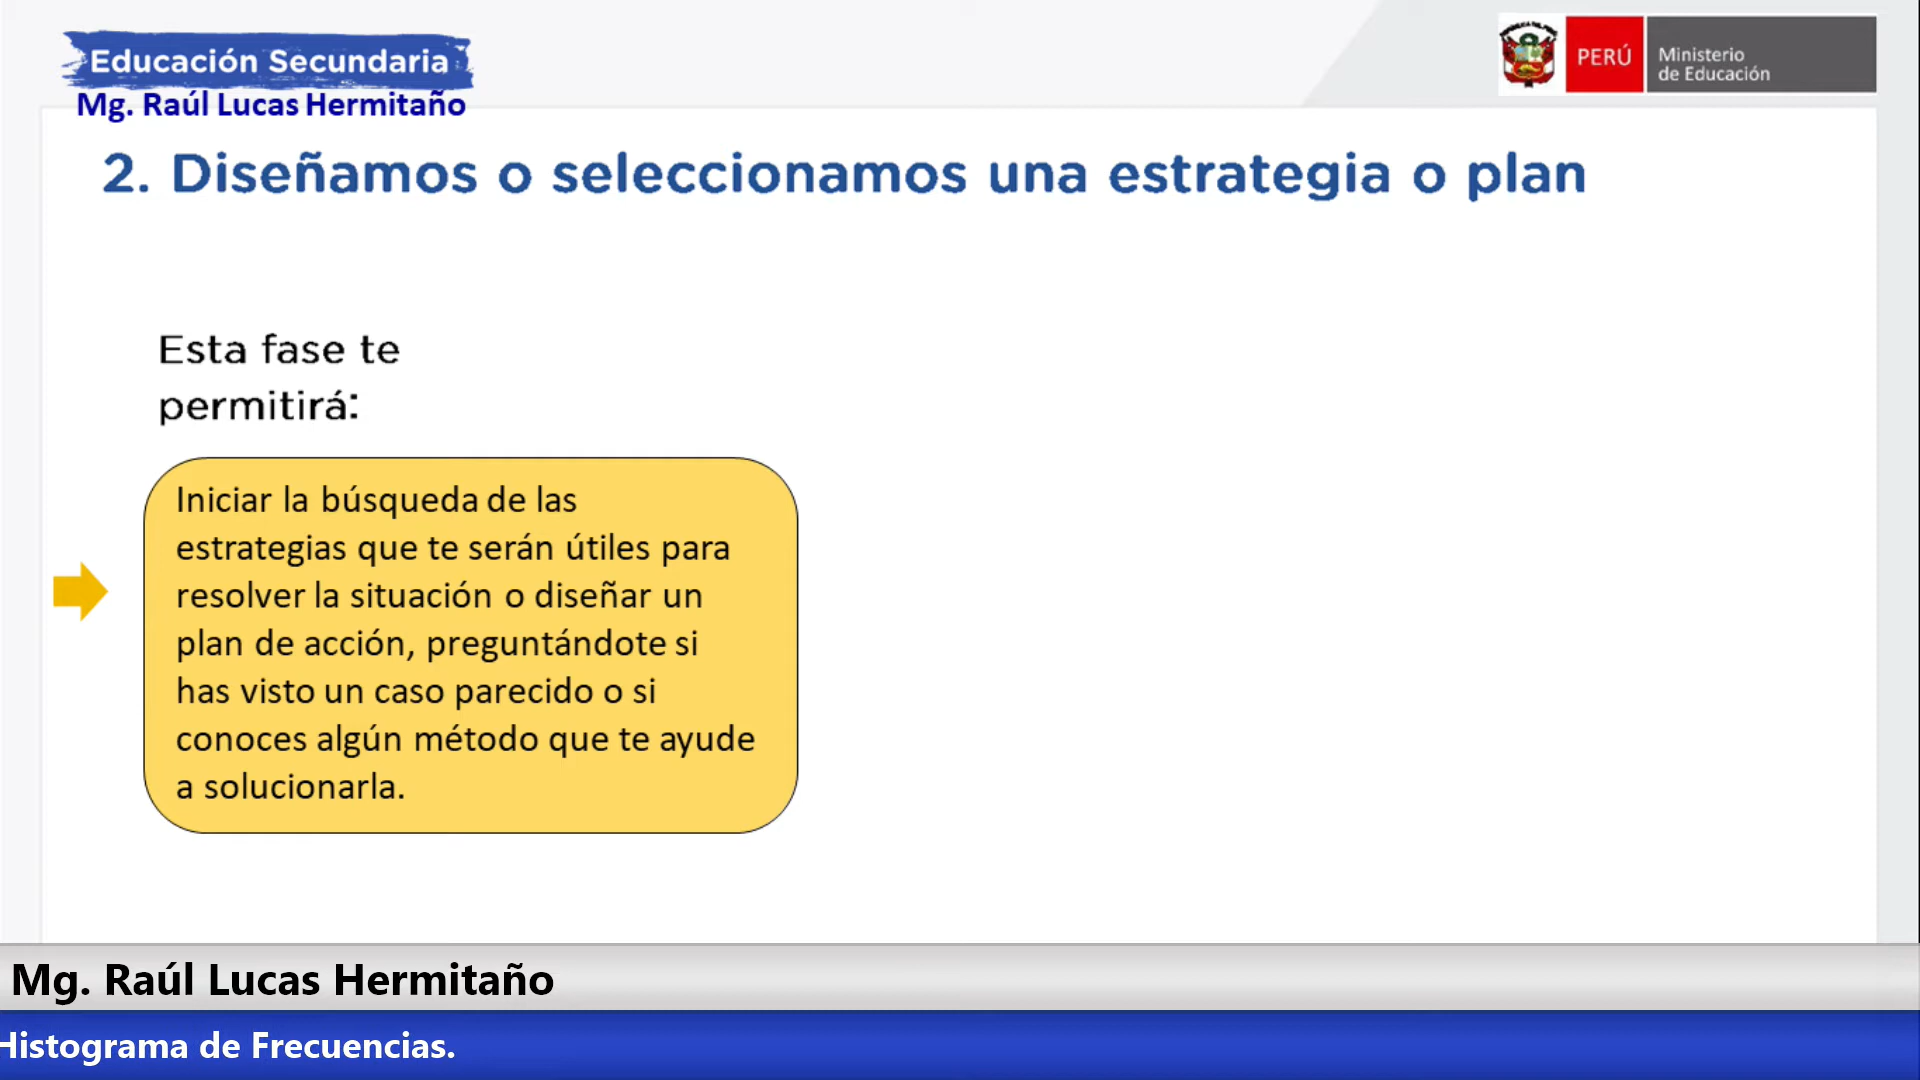 Educación Secundaria
Mg. Raúl Lucas Hermitaño
PERÚ
Ministerio
de Educación
2. Diseñamos o seleccionamos una estrategia o plan
Esta fase te
permitirá:
Iniciar la búsqueda de las
estrategias que te serán útiles para
resolver la situación o diseñar un
plan de acción, preguntándote si
has visto un caso parecido o si
conoces algún método que te ayude
a solucionarla.
Mg. Raúl Lucas Hermitaño
Histograma de Frecuencias.